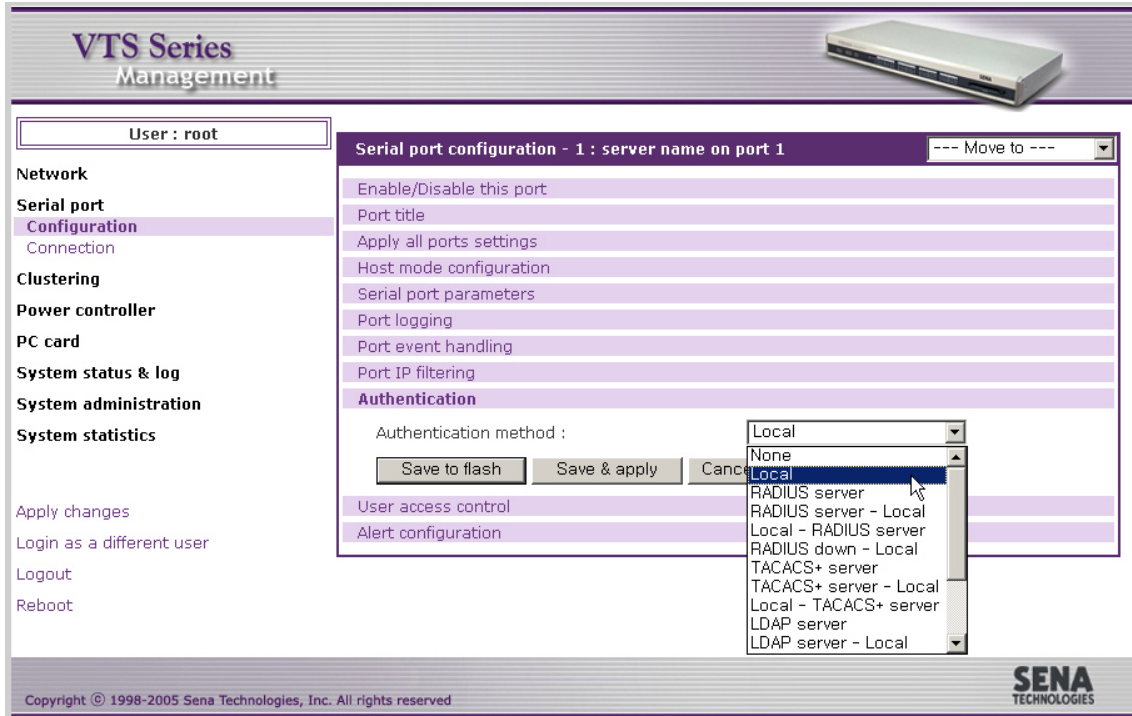 VTS Series
Management
User : root
Network
Serial port
Configuration
Connection
Clustering
Power controller
PC card
System status & log
System administration
System statistics
Apply changes
Login as a different user
Logout
Reboot
Serial port configuration - 1 : server name on port 1
--- Move to ---
Enable/Disable this port
Port title
Apply all ports settings
Host mode configuration
Serial port parameters
Port logging
Port event handling
Port IP filtering
Authentication
Authentication method :
Local
Save to flash
Save & apply
Cance
None
Local
RADIUS server
RADIUS server - Local
Local - RADIUS server
RADIUS down - Local
TACACS+ server
TACACS+ server - Local
Local - TACACS+ server
LDAP server
LDAP server - Local
User access control
Alert configuration
Copyright © 1998-2005 Sena Technologies, Inc. All rights reserved
SENA
TECHNOLOGIES